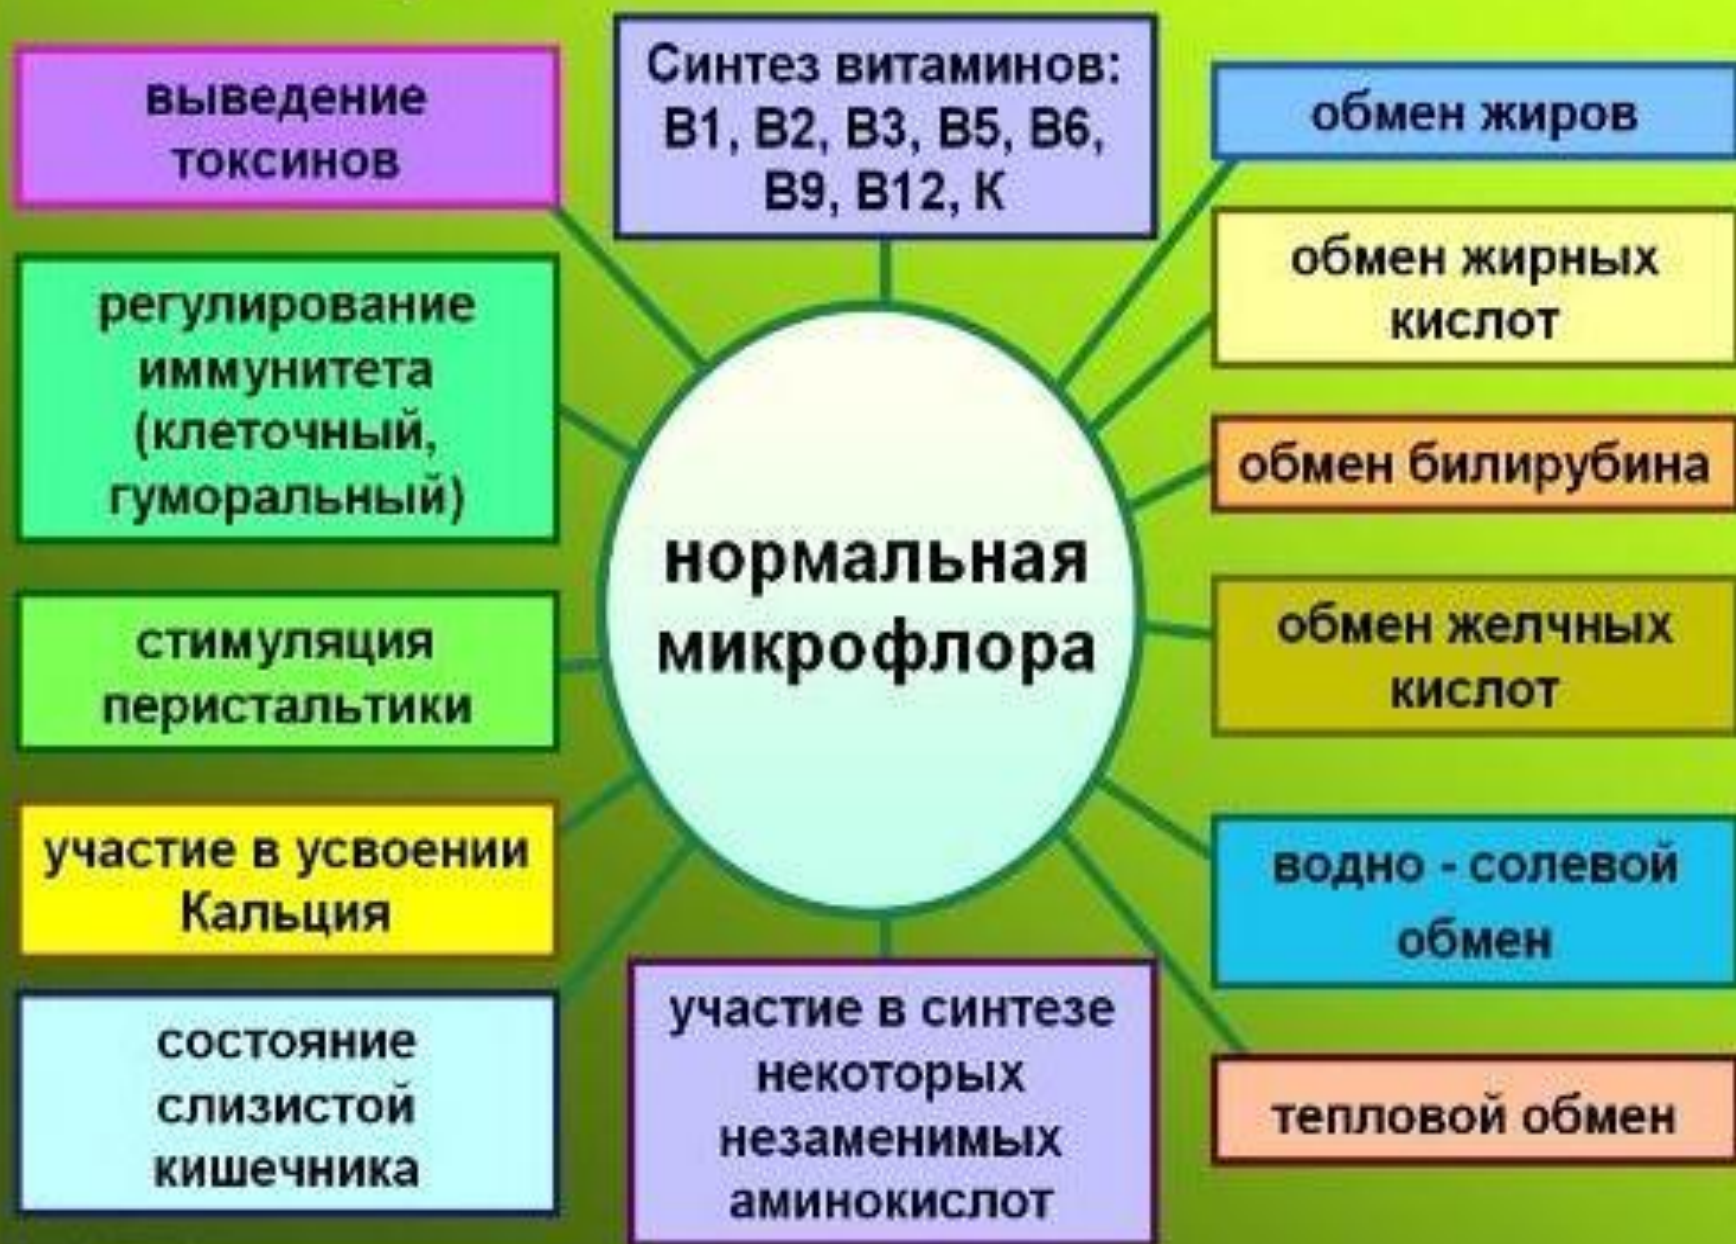 выведение
токсинов
Синтез витаминов:
В1, В2, В3, В5, В6,
В9, В12, К
обмен жиров
регулирование
иммунитета
(клеточный,
гуморальный)
обмен жирных
кислот
обмен билирубина
нормальная
микрофлора
стимуляция
перистальтики
обмен желчных
кислот
участие в усвоении
Кальция
водно - солевой
обмен
состояние
слизистой
кишечника
участие в синтезе
некоторых
незаменимых
аминокислот
тепловой обмен